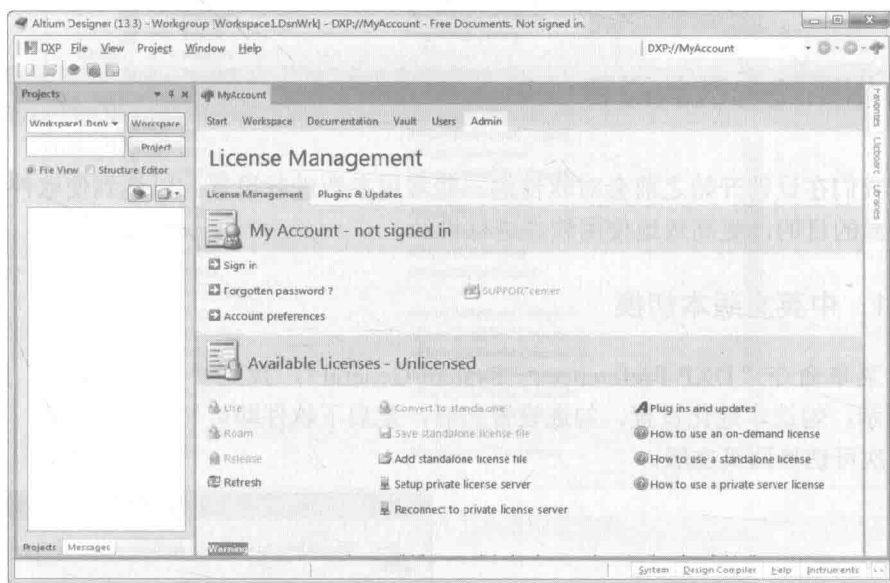 Altium Designer (13 3) - Workgroup [Workspace1.DsnWrk] - DXP://MyAccount - Free Documents. Not signed in.
DXP File View Project Window Help DXP://MyAccount
Projects MyAccount
Workspace1.DsnW Workspace
Project
File View Structure Editor
Start Workspace Documentation Vault Users Admin
License Management
License Management Plugins & Updates
My Account - not signed in
Sign in
Forgotten password ? SUPPORTcenter
Account preferences
Available Licenses - Unlicensed
Use Convert to standalone Plug ins and updates
Roam Save standalone license file How to use an on-demand license
Release Add standalone license file How to use a standalone license
Refresh Setup private license server How to use a private server license
Reconnect to private license server
Warning
Favorites
Clipboard
Libraries
Projects Messages
System Design Compiler Help Instruments